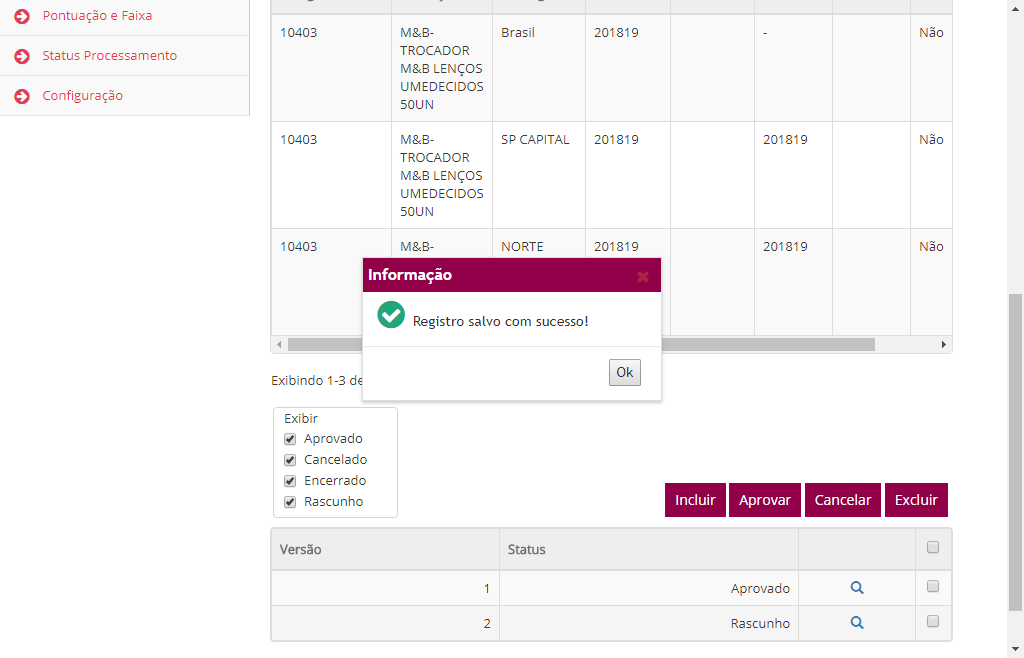 Pontuação e Faixa
Status Processamento
Configuração
10403 M&B- Brasil 201819 - Não
TROCADOR
M&B LENÇOS
UMEDECIDOS
50UN
10403 M&B- SP CAPITAL 201819 201819 Não
TROCADOR
M&B LENÇOS
UMEDECIDOS
50UN
10403 M&B- NORTE 201819 201819 Não
Informação
Registro salvo com sucesso!
Ok
Exibindo 1-3 de
Exibir
Aprovado
Cancelado
Encerrado
Rascunho
Incluir Aprovar Cancelar Excluir
Versão Status
1 Aprovado
2 Rascunho